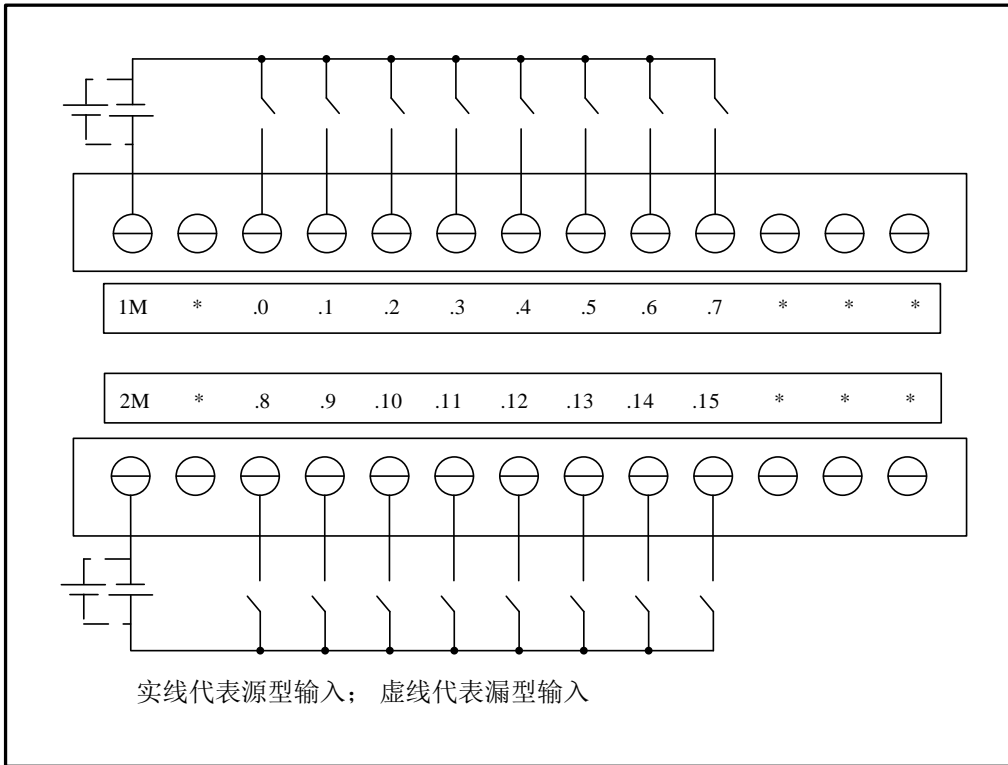 1M * .0 .1 .2 .3 .4 .5 .6 .7 * * *
2M * .8 .9 .10 .11 .12 .13 .14 .15 * * *
实线代表源型输入； 虚线代表漏型输入